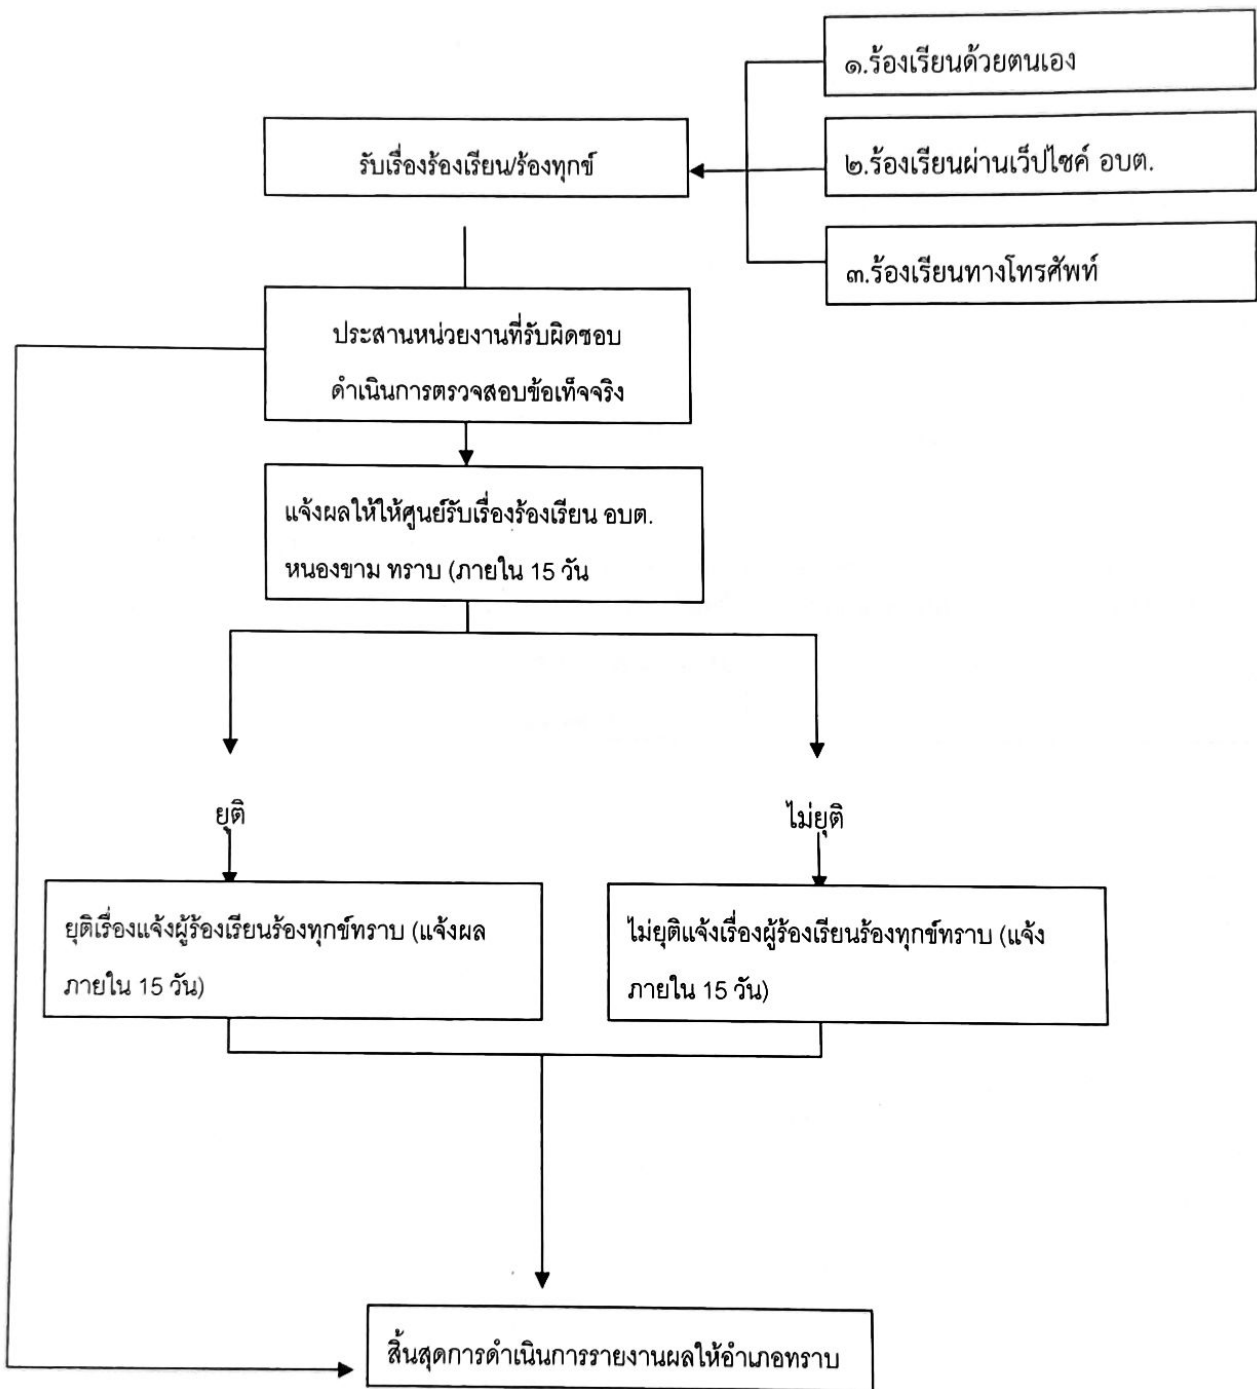 ๑.ร้องเรียนด้วยตนเอง
รับเรื่องร้องเรียน/ร้องทุกข์
๒.ร้องเรียนผ่านเว็ปไซค์ อบต.
๓.ร้องเรียนทางโทรศัพท์
ประสานหน่วยงานที่รับผิดชอบ
ดำเนินการตรวจสอบข้อเท็จจริง
แจ้งผลให้ให้ศูนย์รับเรื่องร้องเรียน อบต.
หนองขาม ทราบ (ภายใน 15 วัน
ยุติ
ไม่ยุติ
ยุติเรื่องแจ้งผู้ร้องเรียนร้องทุกข์ทราบ (แจ้งผล
ภายใน 15 วัน)
ไม่ยุติแจ้งเรื่องผู้ร้องเรียนร้องทุกข์ทราบ (แจ้ง
ภายใน 15 วัน)
สิ้นสุดการดำเนินการรายงานผลให้อำเภอทราบ